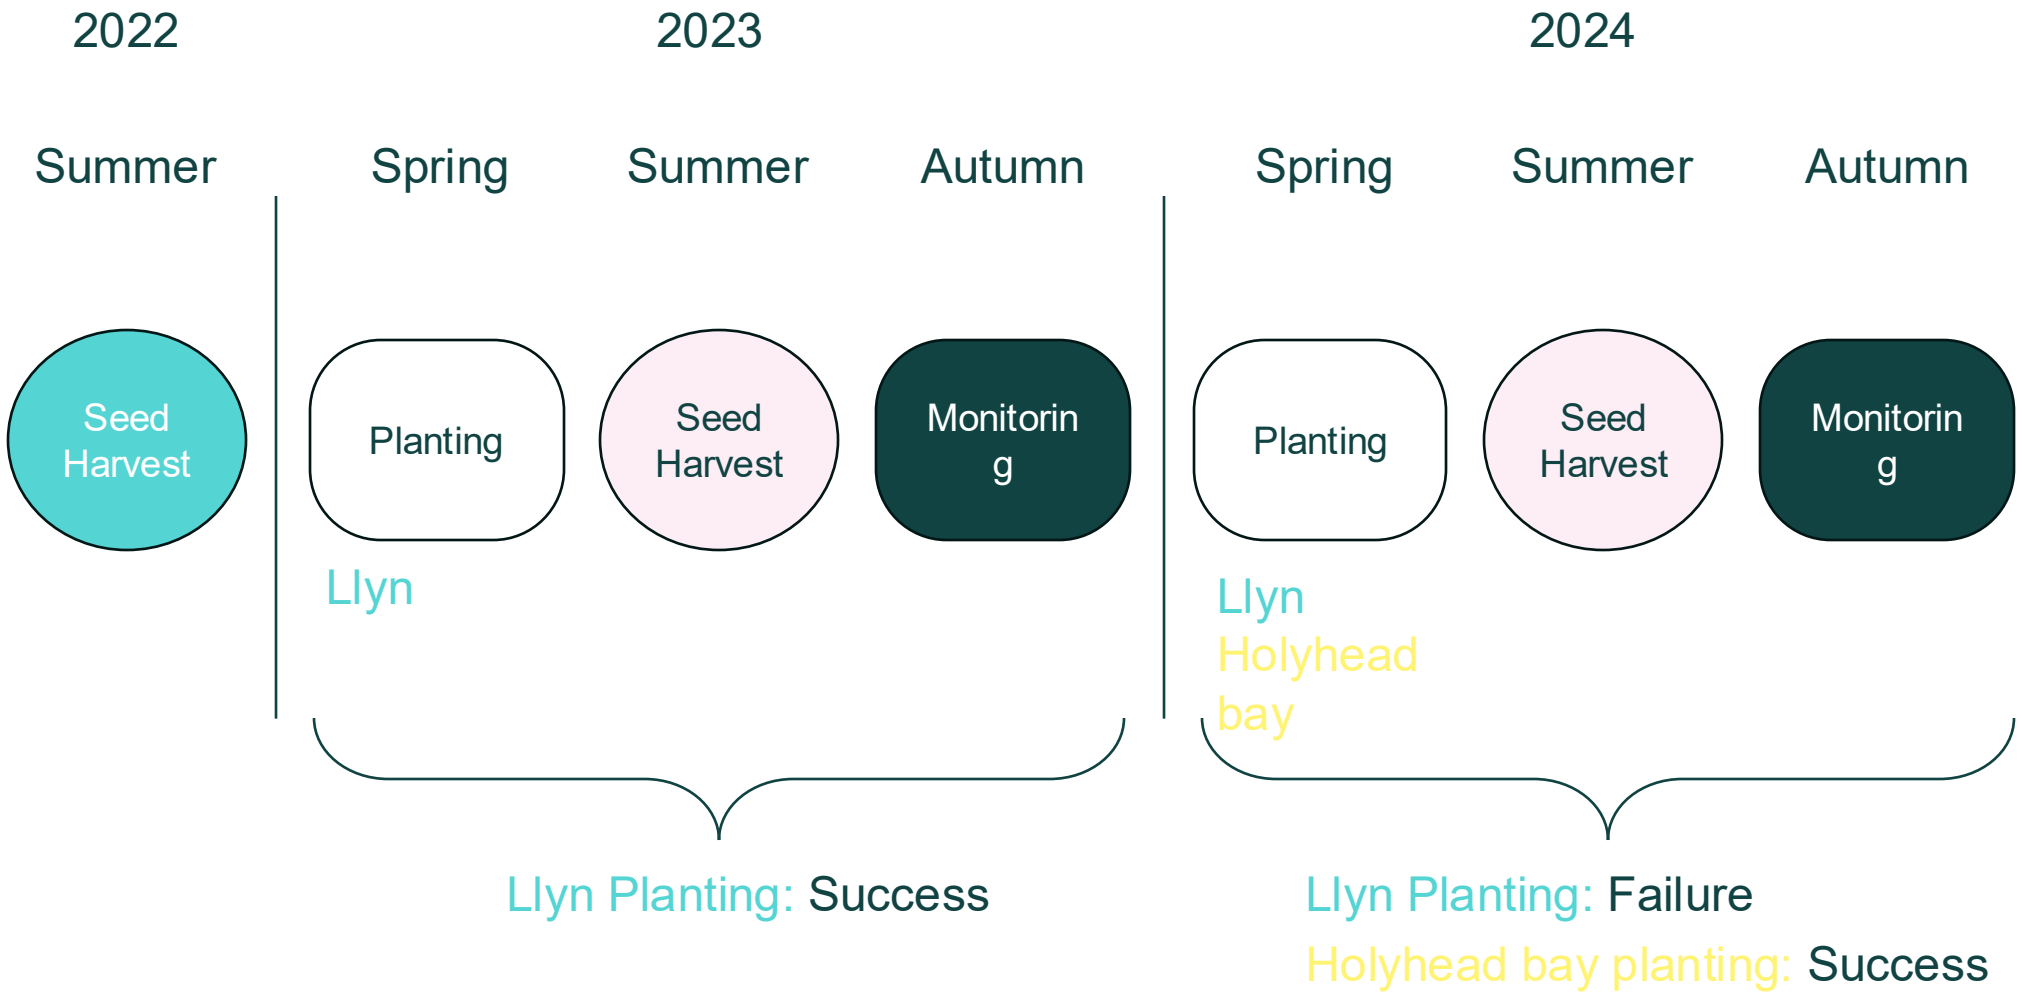 2022
2023
2024
Summer
Spring
Summer
Autumn
Spring
Summer
Autumn
Seed
Harvest
Planting
Seed
Harvest
Monitorin
g
Planting
Seed
Harvest
Monitorin
g
Llyn
Llyn
Holyhead
bay
Llyn Planting: Success
Llyn Planting: Failure
Holyhead bay planting: Success